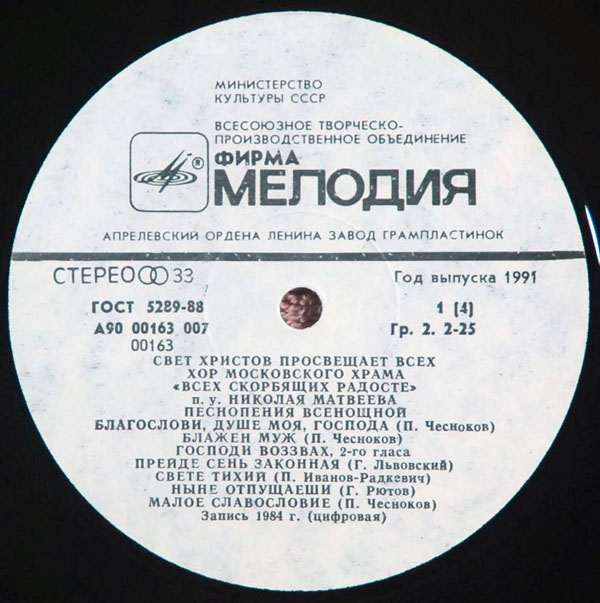 МИНИСТЕРСТВО
КУЛЬТУРЫ СССР
ВСЕСОЮЗНОЕ ТВОРЧЕСКО-
ПРОИЗВОДСТВЕННОЕ ОБЪЕДИНЕНИЕ
®
ФИРМА
МЕЛОДИЯ
АПРЕЛЕВСКИЙ ОРДЕНА ЛЕНИНА ЗАВОД ГРАМПЛАСТИНОК
СТЕРЕО 33 Год выпуска 1991
ГОСТ 5289-88 1 [4]
А90 00163 007 Гр. 2. 2-25
00163
СВЕТ ХРИСТОВ ПРОСВЕЩАЕТ ВСЕХ
ХОР МОСКОВСКОГО ХРАМА
«ВСЕХ СКОРБЯЩИХ РАДОСТЕ»
п. у. НИКОЛАЯ МАТВЕЕВА
ПЕСНОПЕНИЯ ВСЕНОЩНОЙ
БЛАГОСЛОВИ, ДУШЕ МОЯ, ГОСПОДА (П. Чесноков)
БЛАЖЕН МУЖ (П. Чесноков)
ГОСПОДИ ВОЗЗВАХ, 2-го гласа
ПРЕЙДЕ СЕНЬ ЗАКОННАЯ (Г. Львовский)
СВЕТЕ ТИХИЙ (П. Иванов-Радкевич)
НЫНЕ ОТПУЩАЕШИ (Г. Рютов)
МАЛОЕ СЛАВОСЛОВИЕ (П. Чесноков)
Запись 1984 г. (цифровая)